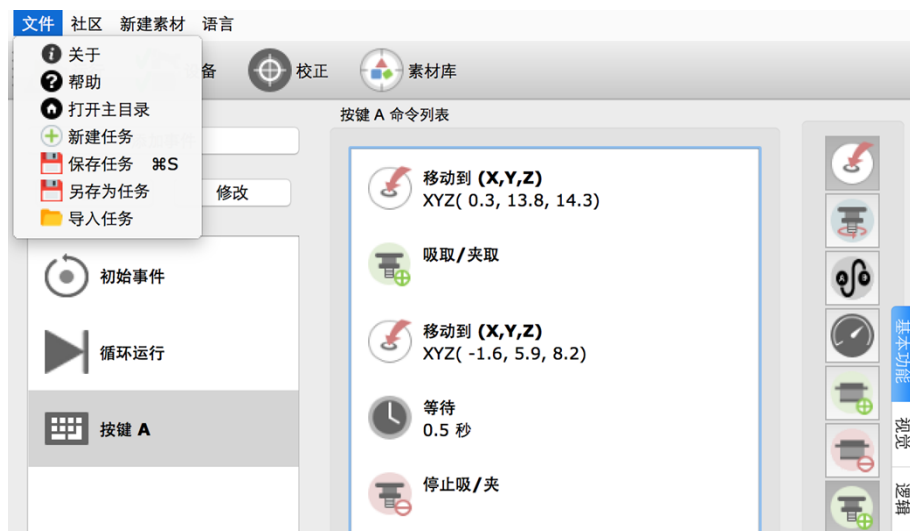 文件 社区 新建素材 语言
关于
帮助
打开主目录
新建任务
保存任务 ⌘S
另存为任务
导入任务
备
校正
素材库
修改
初始事件
循环运行
按键 A
按键 A 命令列表
移动到 (X,Y,Z)
XYZ( 0.3, 13.8, 14.3)
吸取/夹取
移动到 (X,Y,Z)
XYZ( -1.6, 5.9, 8.2)
等待
0.5 秒
停止吸/夹
基本功能
视觉
逻辑